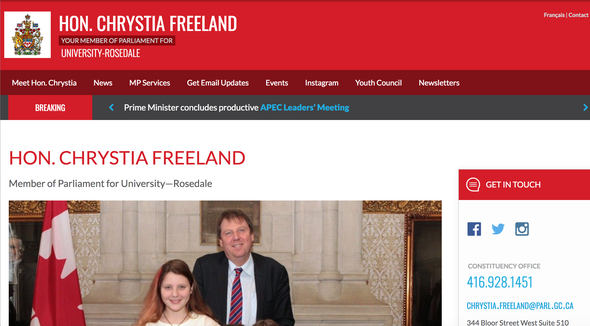 HON. CHRYSTIA FREELAND
YOUR MEMBER OF PARLIAMENT FOR
UNIVERSITY-ROSEDALE
Français | Contact
Meet Hon. Chrystia News MP Services Get Email Updates Events Instagram Youth Council Newsletters
BREAKING Prime Minister concludes productive APEC Leaders' Meeting
HON. CHRYSTIA FREELAND
Member of Parliament for University—Rosedale
GET IN TOUCH
CONSTITUENCY OFFICE
416.928.1451
CHRYSTIA.FREELAND@PARL.GC.CA
344 Bloor Street West Suite 510